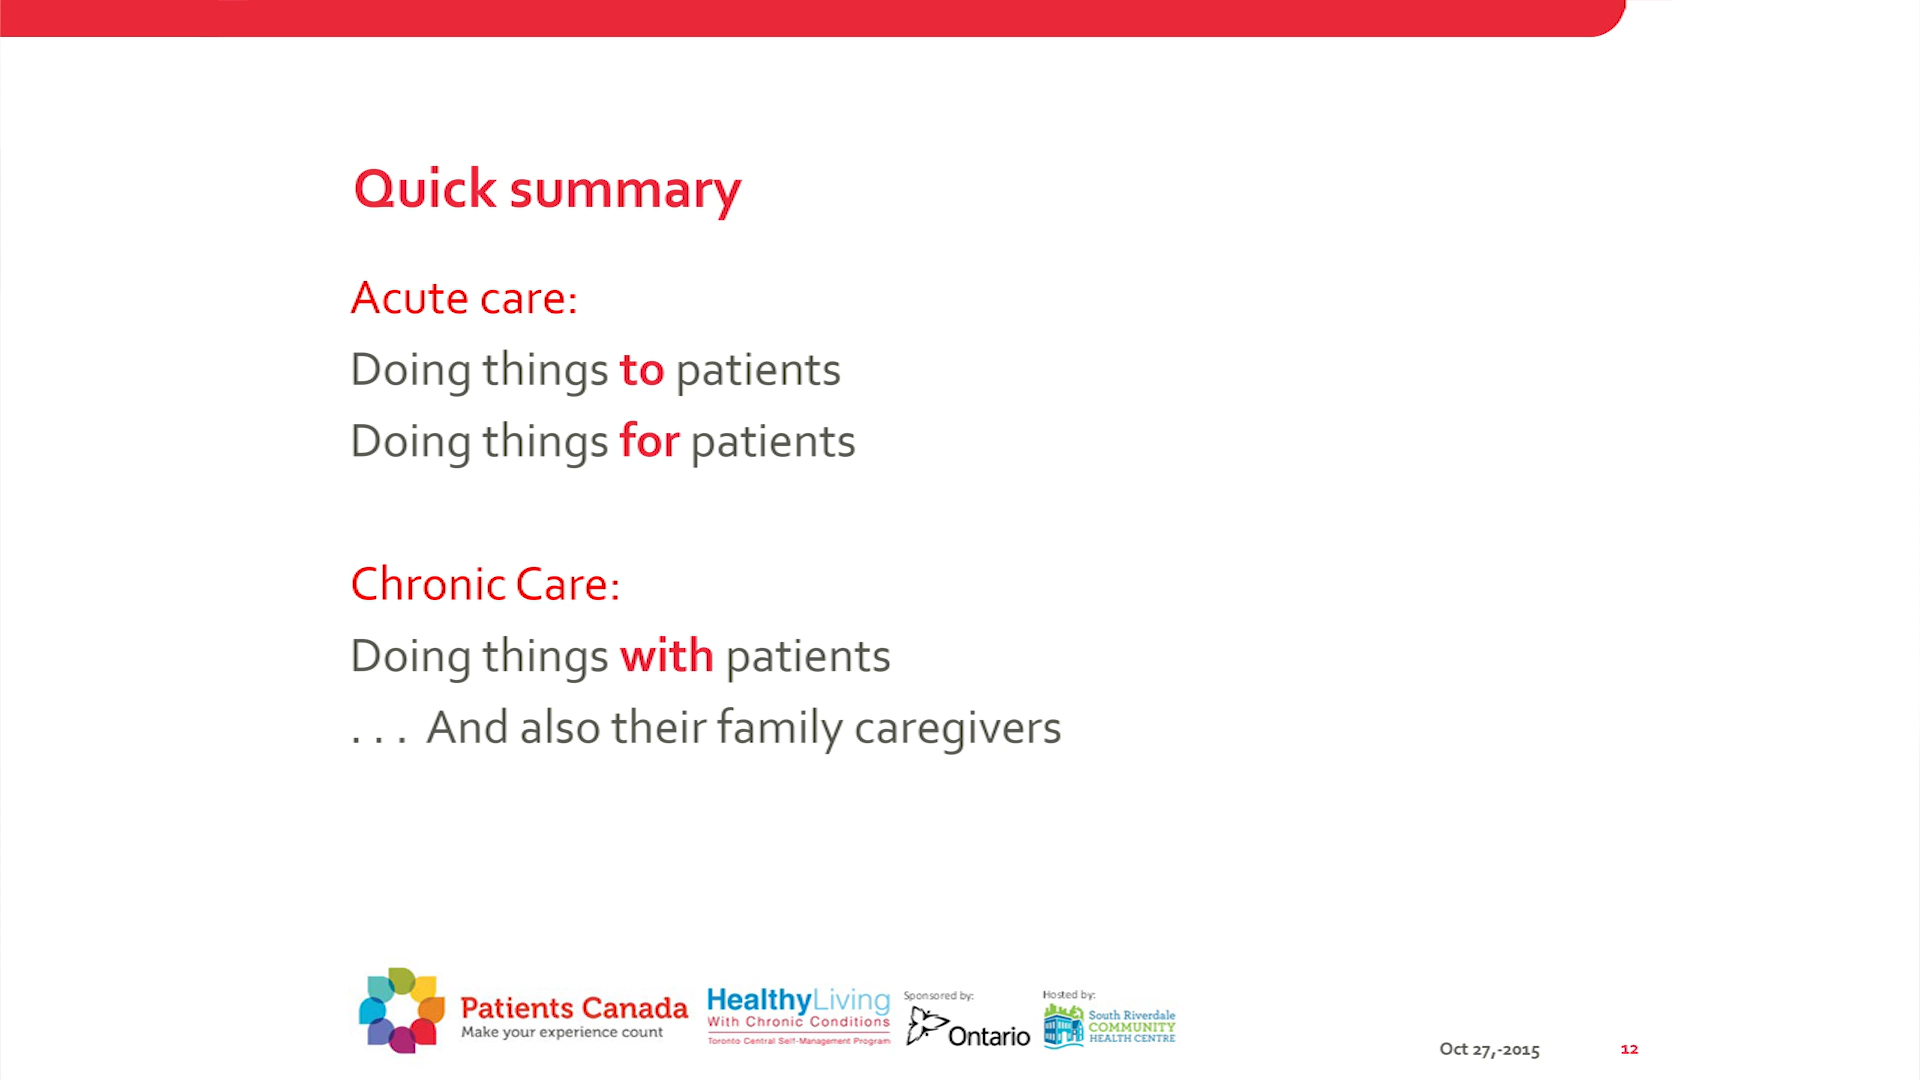 Quick summary
Acute care:
Doing things to patients
Doing things for patients
Chronic Care:
Doing things with patients
. . . And also their family caregivers
Patients Canada
Make your experience count
HealthyLiving
With Chronic Conditions
Toronto Central Self-Management Program
Sponsored by:
Ontario
Hosted by:
South Riverdale
COMMUNITY
HEALTH CENTRE
Oct 27,-2015
12